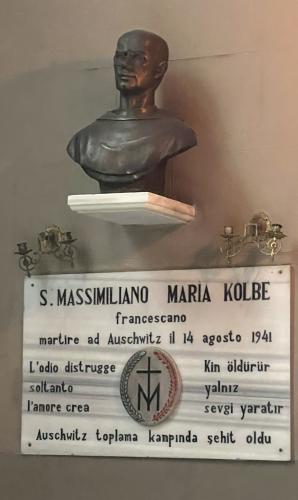 S. MASSIMILIANO MARIA KOLBE
francescano
martire ad Auschwitz il 14 agosto 1941
L'odio distrugge
soltanto
l'amore crea
M
Kin öldürür
yalnız
sevgi yaratır
Auschwitz toplama kanpında şehit oldu